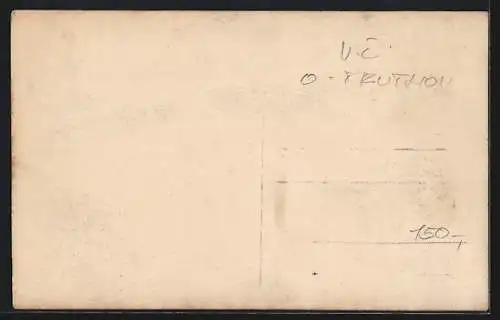 V.Č.
O - TRUTNOV
150,-